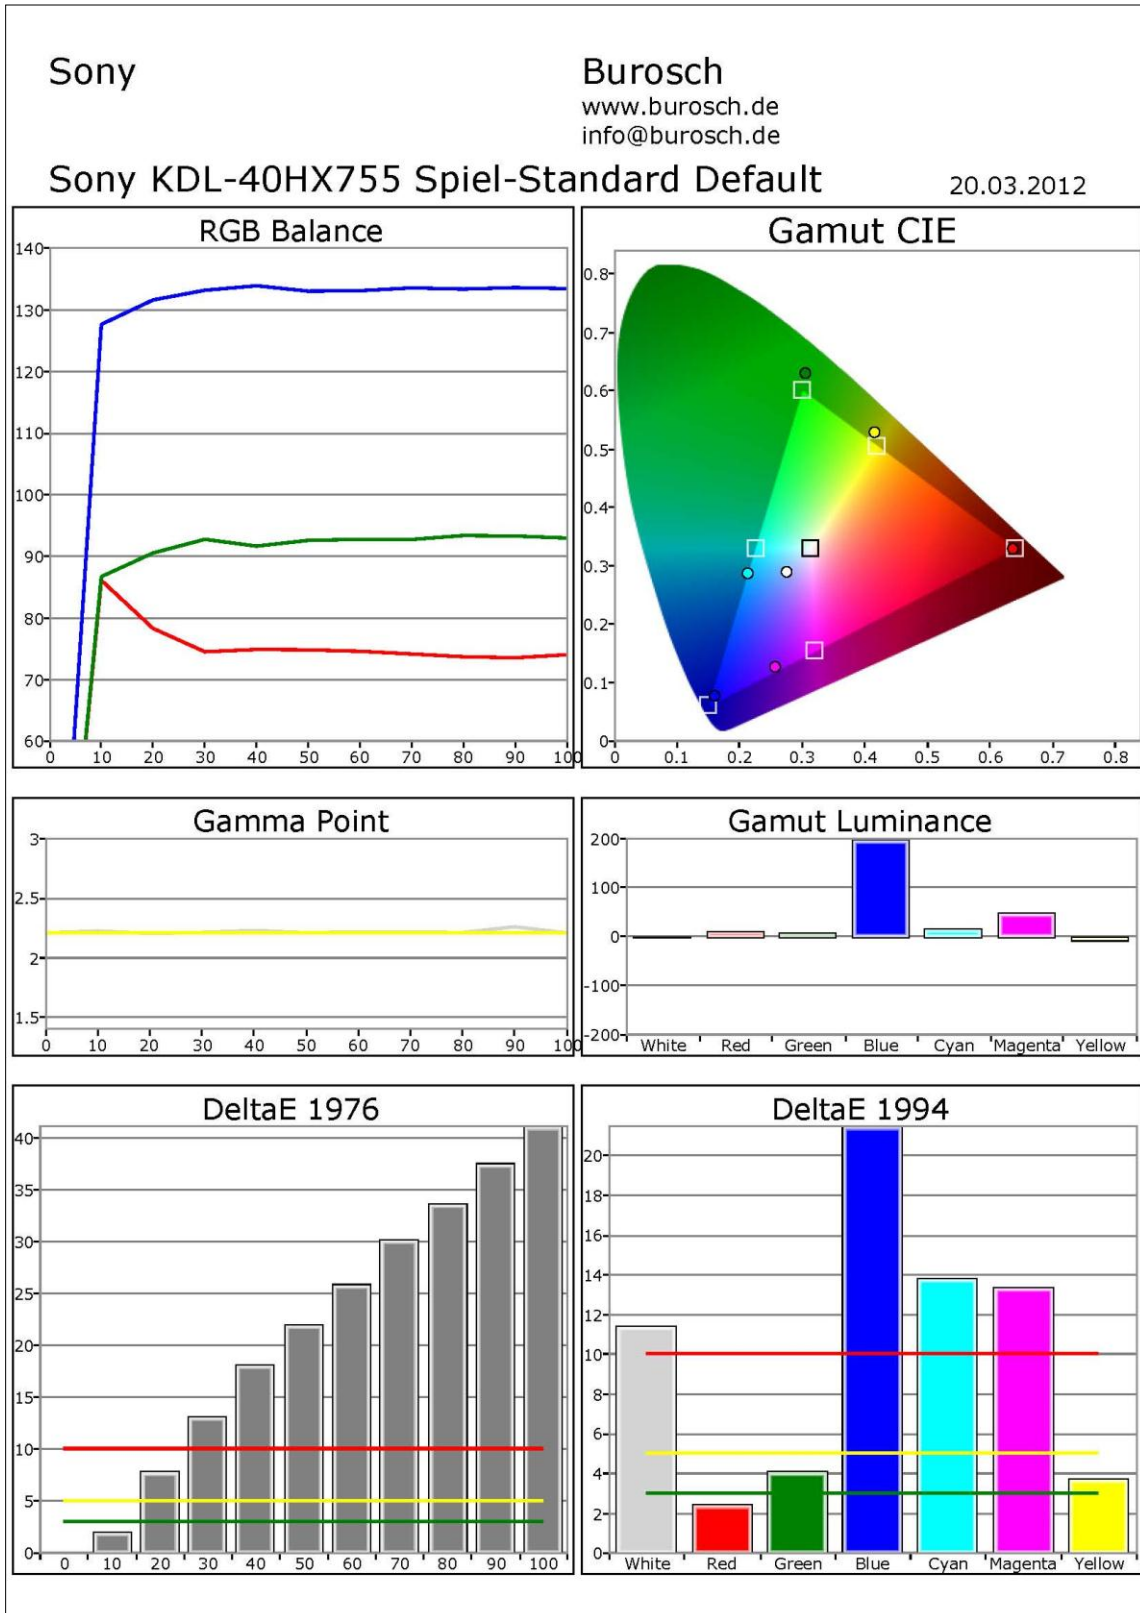 Sony
Burosch
www.burosch.de
info@burosch.de
Sony KDL-40HX755 Spiel-Standard Default
20.03.2012
RGB Balance
140
130
120
110
100
90
80
70
60
0 10 20 30 40 50 60 70 80 90 100
Gamut CIE
0.8
0.7
0.6
0.5
0.4
0.3
0.2
0.1
0
0 0.1 0.2 0.3 0.4 0.5 0.6 0.7 0.8
Gamma Point
3
2.5
2
1.5
0 10 20 30 40 50 60 70 80 90 100
Gamut Luminance
200
100
0
-100
-200
White Red Green Blue Cyan Magenta Yellow
DeltaE 1976
40
35
30
25
20
15
10
5
0
0 10 20 30 40 50 60 70 80 90 100
DeltaE 1994
20
18
16
14
12
10
8
6
4
2
0
White Red Green Blue Cyan Magenta Yellow